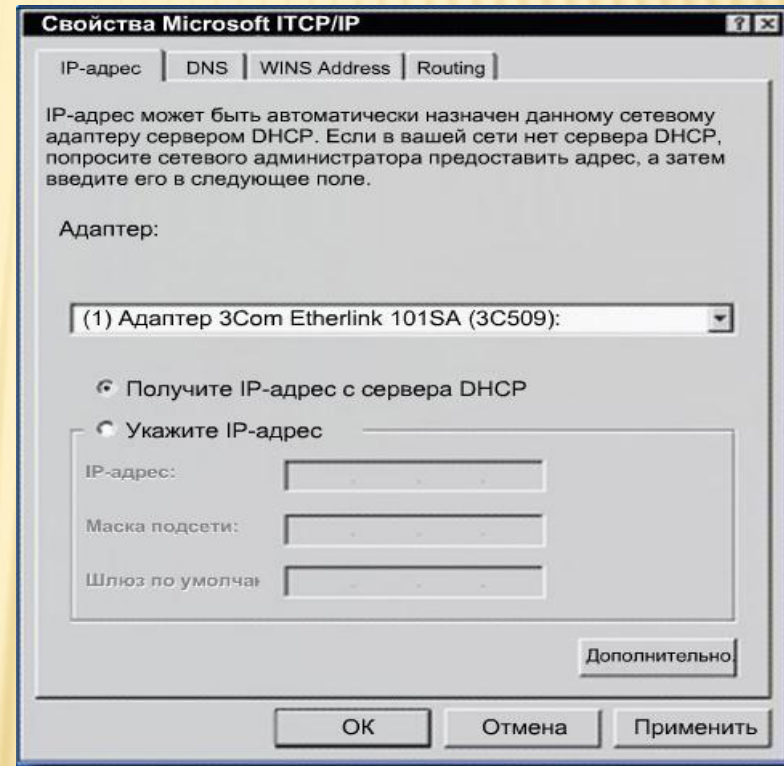 Свойства Microsoft ITCP/IP
IP-адрес DNS WINS Address Routing
IP-адрес может быть автоматически назначен данному сетевому
адаптеру сервером DHCP. Если в вашей сети нет сервера DHCP,
попросите сетевого администратора предоставить адрес, а затем
введите его в следующее поле.
Адаптер:
(1) Адаптер 3Com Etherlink 101SA (3C509):
Получите IP-адрес с сервера DHCP
Укажите IP-адрес
IP-адрес:
Маска подсети:
Шлюз по умолчан
Дополнительно.
ОК Отмена Применить